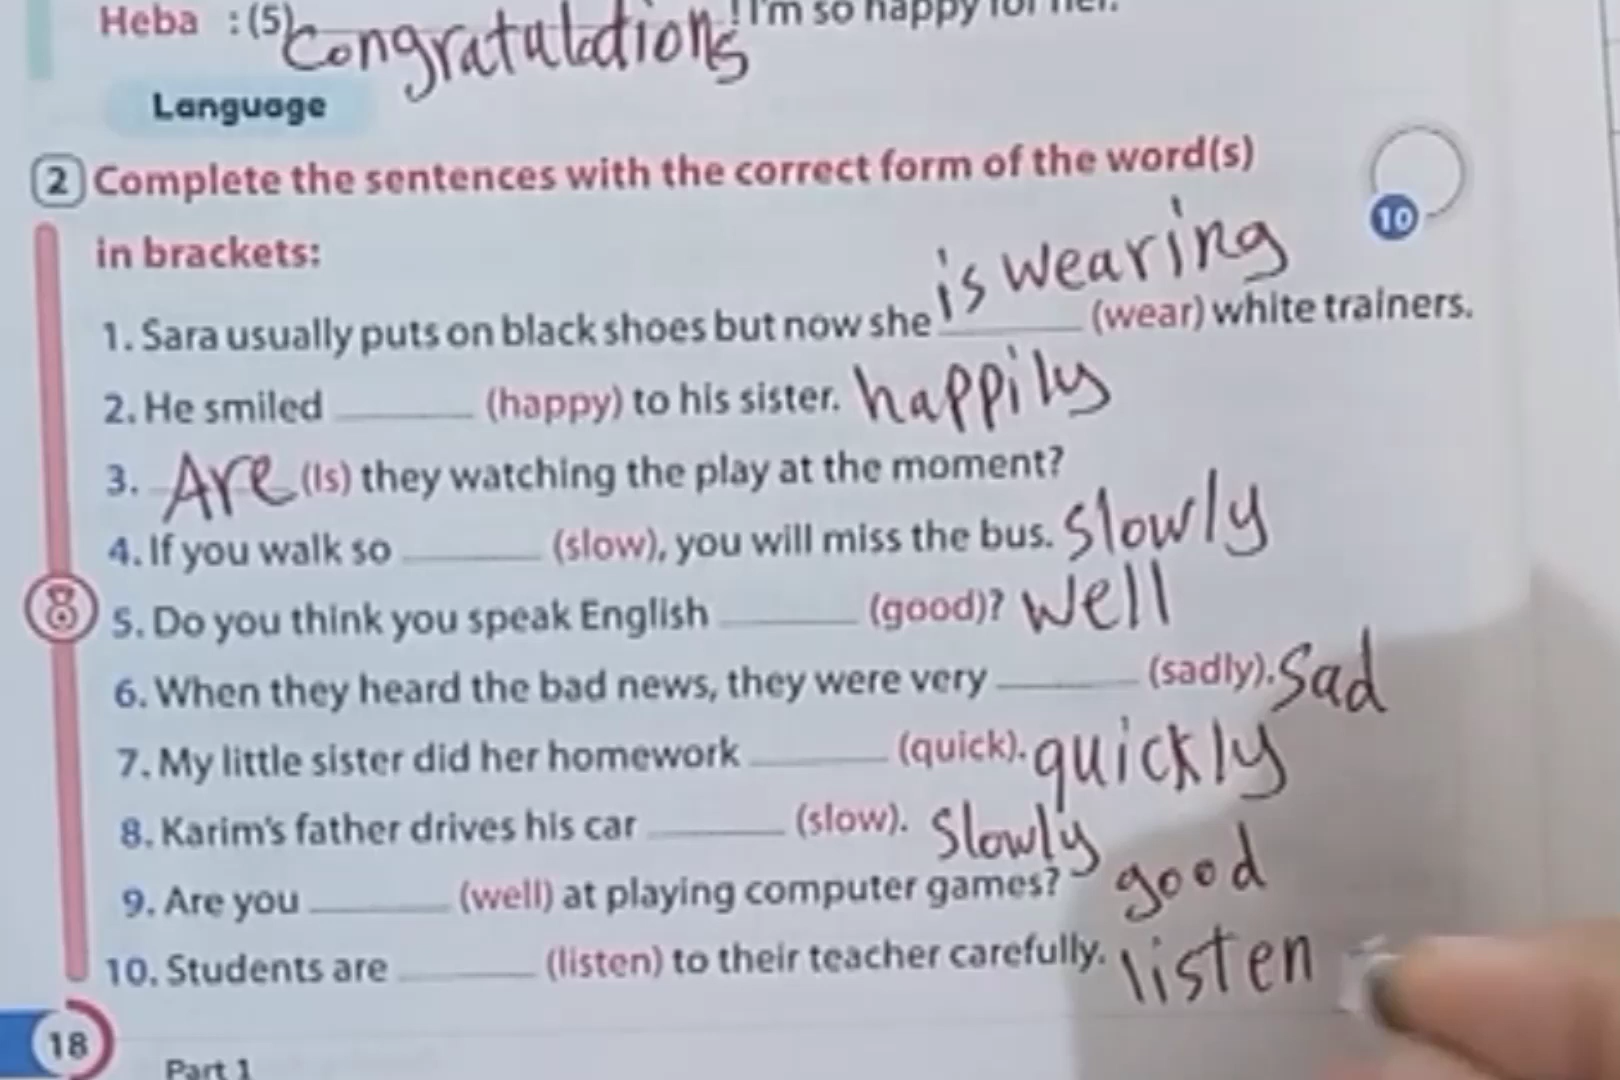 Heba : (5) Congratulations ! I'm so happy for her.
Language
2 Complete the sentences with the correct form of the word(s)
in brackets:
1. Sara usually puts on black shoes but now she is wearing (wear) white trainers.
2. He smiled ______ (happy) to his sister. happily
3. Are (Is) they watching the play at the moment?
4. If you walk so ______ (slow), you will miss the bus. slowly
5. Do you think you speak English ______ (good)? well
6. When they heard the bad news, they were very ______ (sadly). sad
7. My little sister did her homework ______ (quick). quickly
8. Karim's father drives his car ______ (slow). slowly
9. Are you ______ (well) at playing computer games? good
10. Students are ______ (listen) to their teacher carefully. listen
10
18
Part 1